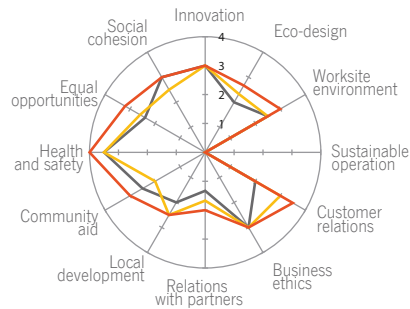 Innovation
Eco-design
Worksite
environment
Sustainable
operation
Customer
relations
Business
ethics
Relations
with partners
Local
development
Community
aid
Health
and safety
Equal
opportunities
Social
cohesion
4
3
2
1